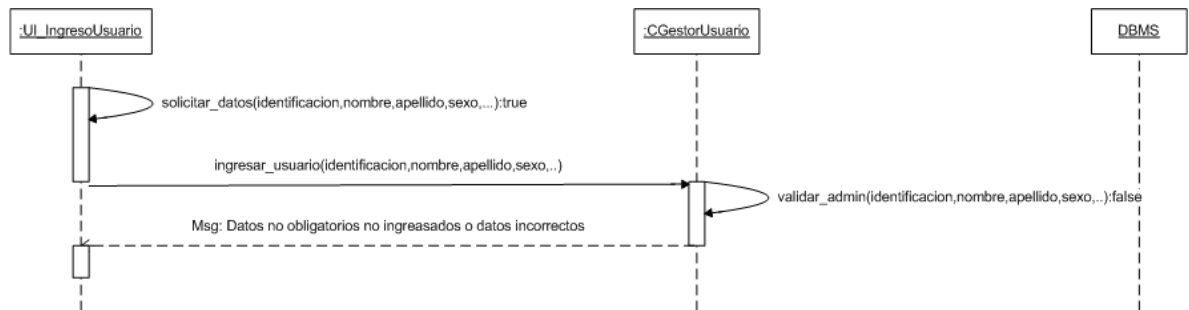 :UI_IngresoUsuario
:CGestorUsuario
DBMS
solicitar_datos(identificacion,nombre,apellido,sexo,...):true
ingresar_usuario(identificacion,nombre,apellido,sexo,..)
validar_admin(identificacion,nombre,apellido,sexo,..):false
Msg: Datos no obligatorios no ingreasados o datos incorrectos